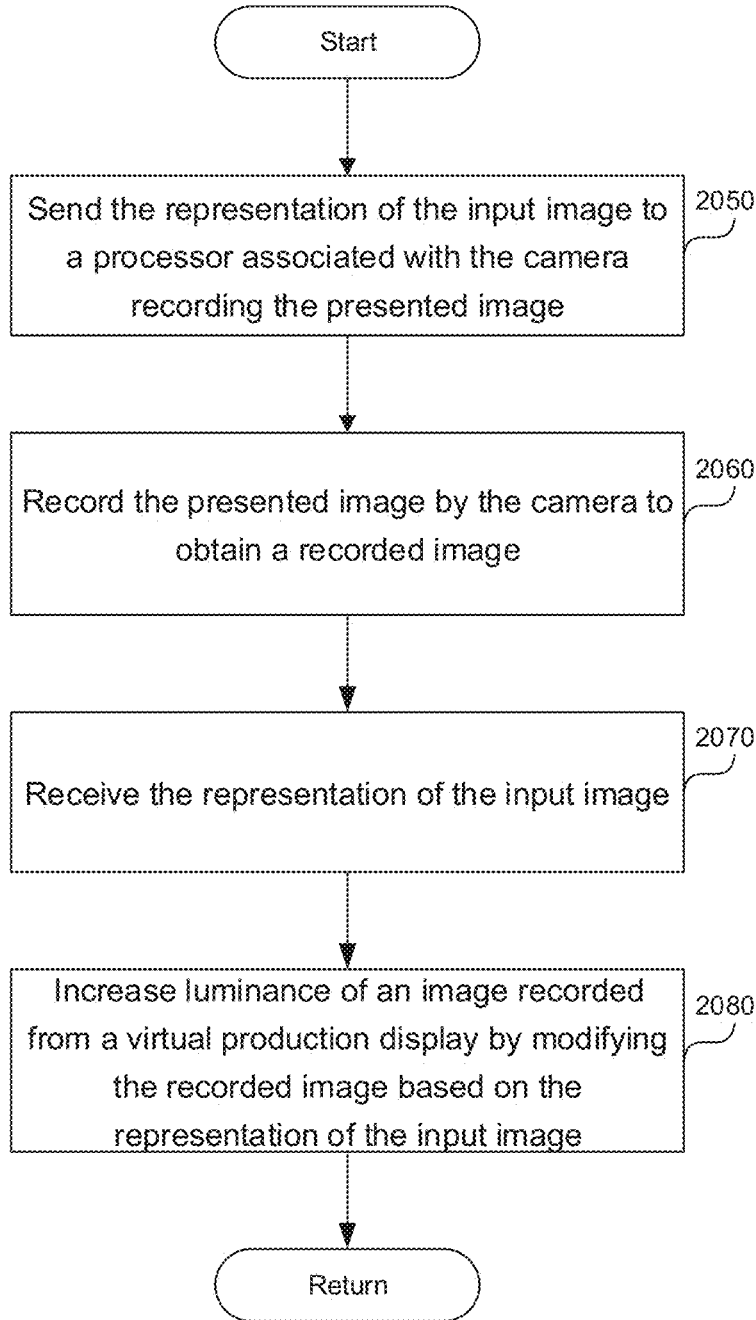 Start
Send the representation of the input image to
a processor associated with the camera
recording the presented image
2050
Record the presented image by the camera to
obtain a recorded image
2060
Receive the representation of the input image
2070
Increase luminance of an image recorded
from a virtual production display by modifying
the recorded image based on the
representation of the input image
2080
Return